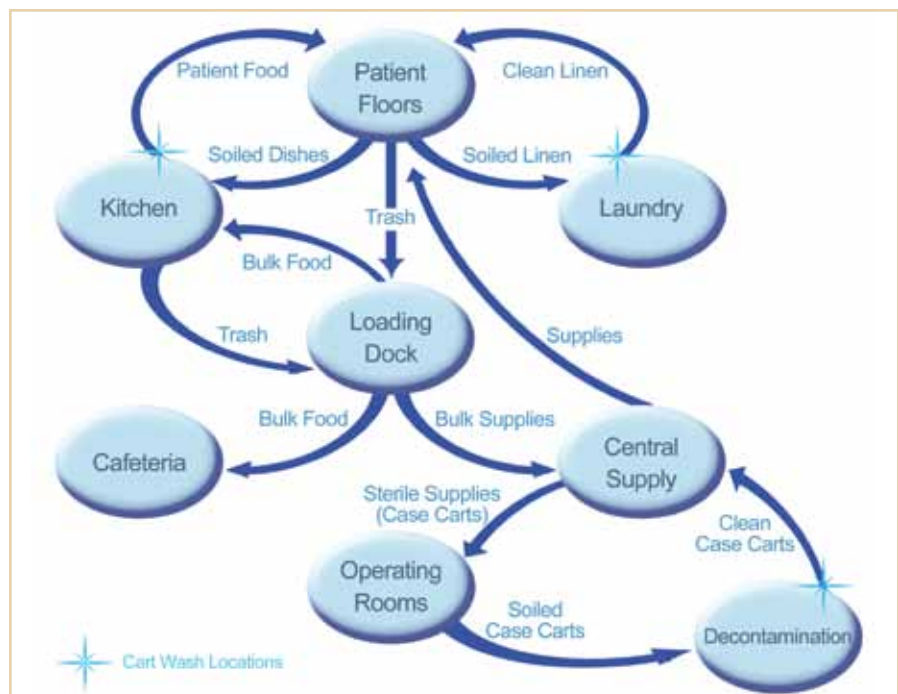 Patient Food
Patient
Floors
Clean Linen
Soiled Dishes
Soiled Linen
Kitchen
Trash
Laundry
Bulk Food
Trash
Loading
Dock
Supplies
Bulk Food
Bulk Supplies
Cafeteria
Central
Supply
Sterile Supplies
(Case Carts)
Clean
Case Carts
Operating
Rooms
Soiled
Case Carts
Decontamination
Cart Wash Locations